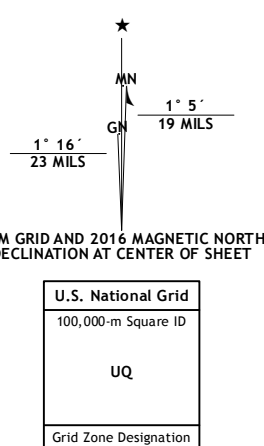 ★
MN
1° 5´
GN
19 MILS
1° 16´
23 MILS
M GRID AND 2016 MAGNETIC NORTH
DECLINATION AT CENTER OF SHEET
U.S. National Grid
100,000-m Square ID
UQ
Grid Zone Designation